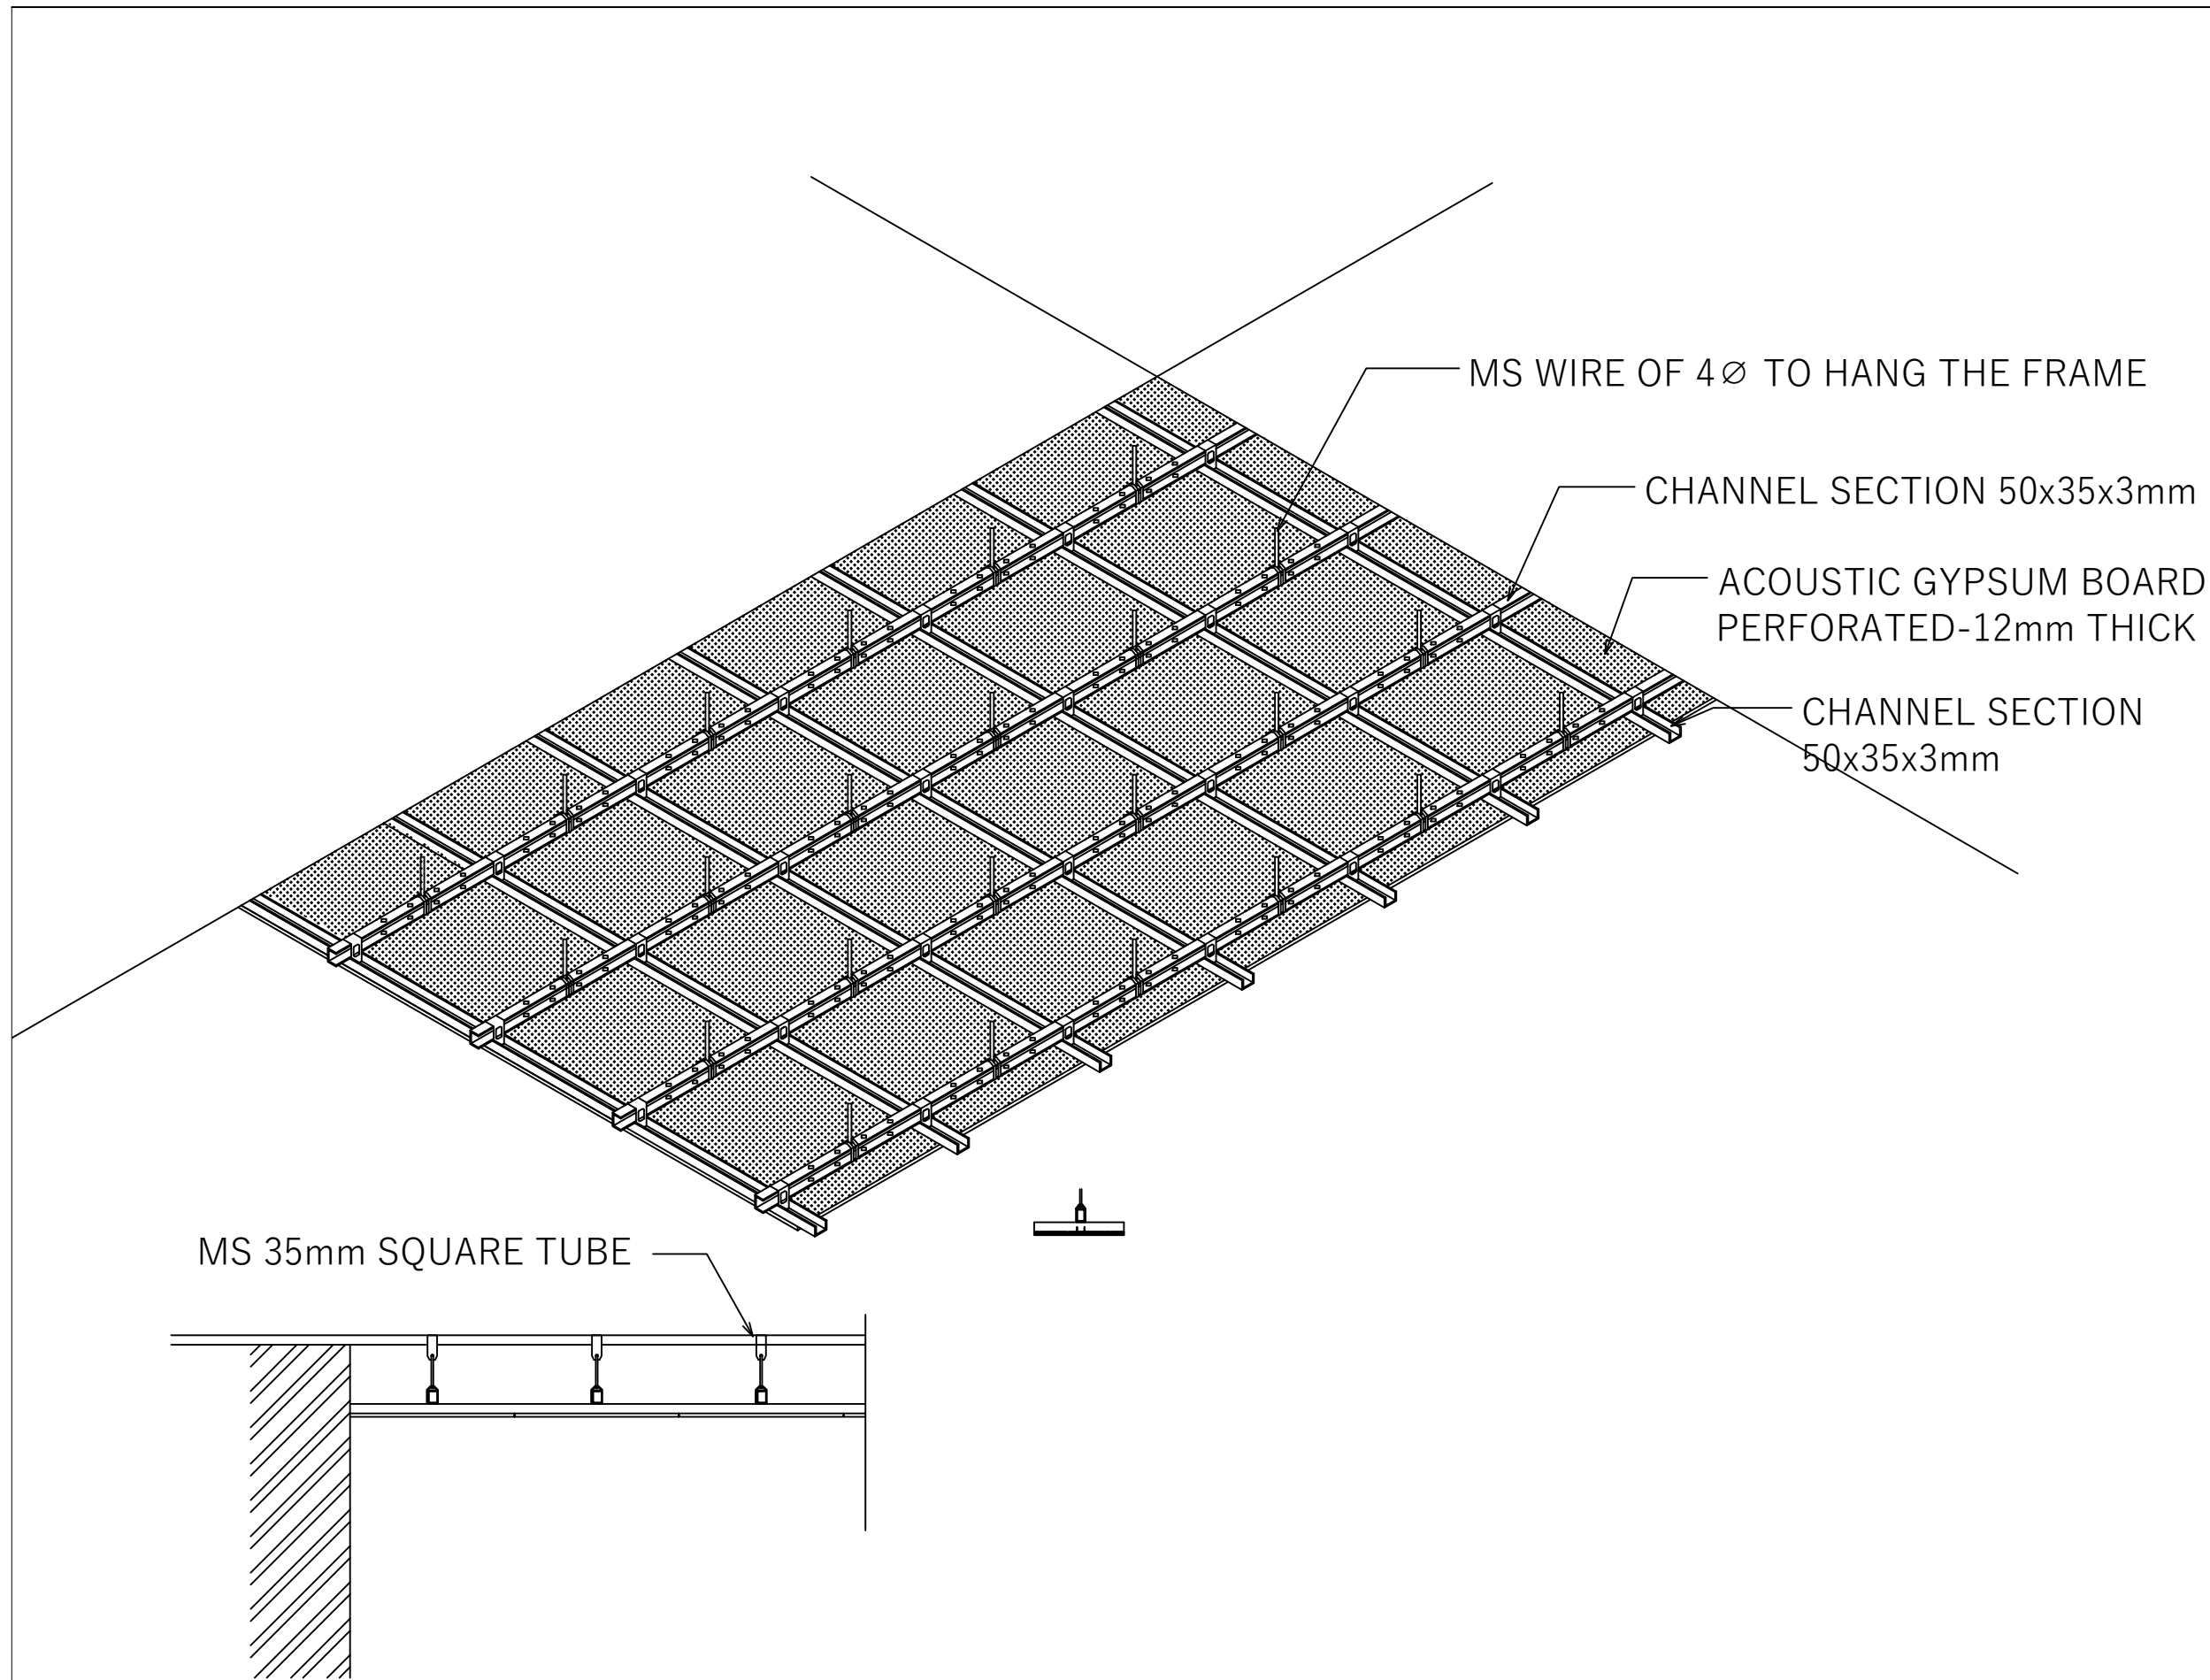 MS WIRE OF 4⌀ TO HANG THE FRAME
CHANNEL SECTION 50x35x3mm
ACOUSTIC GYPSUM BOARD
PERFORATED-12mm THICK
CHANNEL SECTION
50x35x3mm
MS 35mm SQUARE TUBE